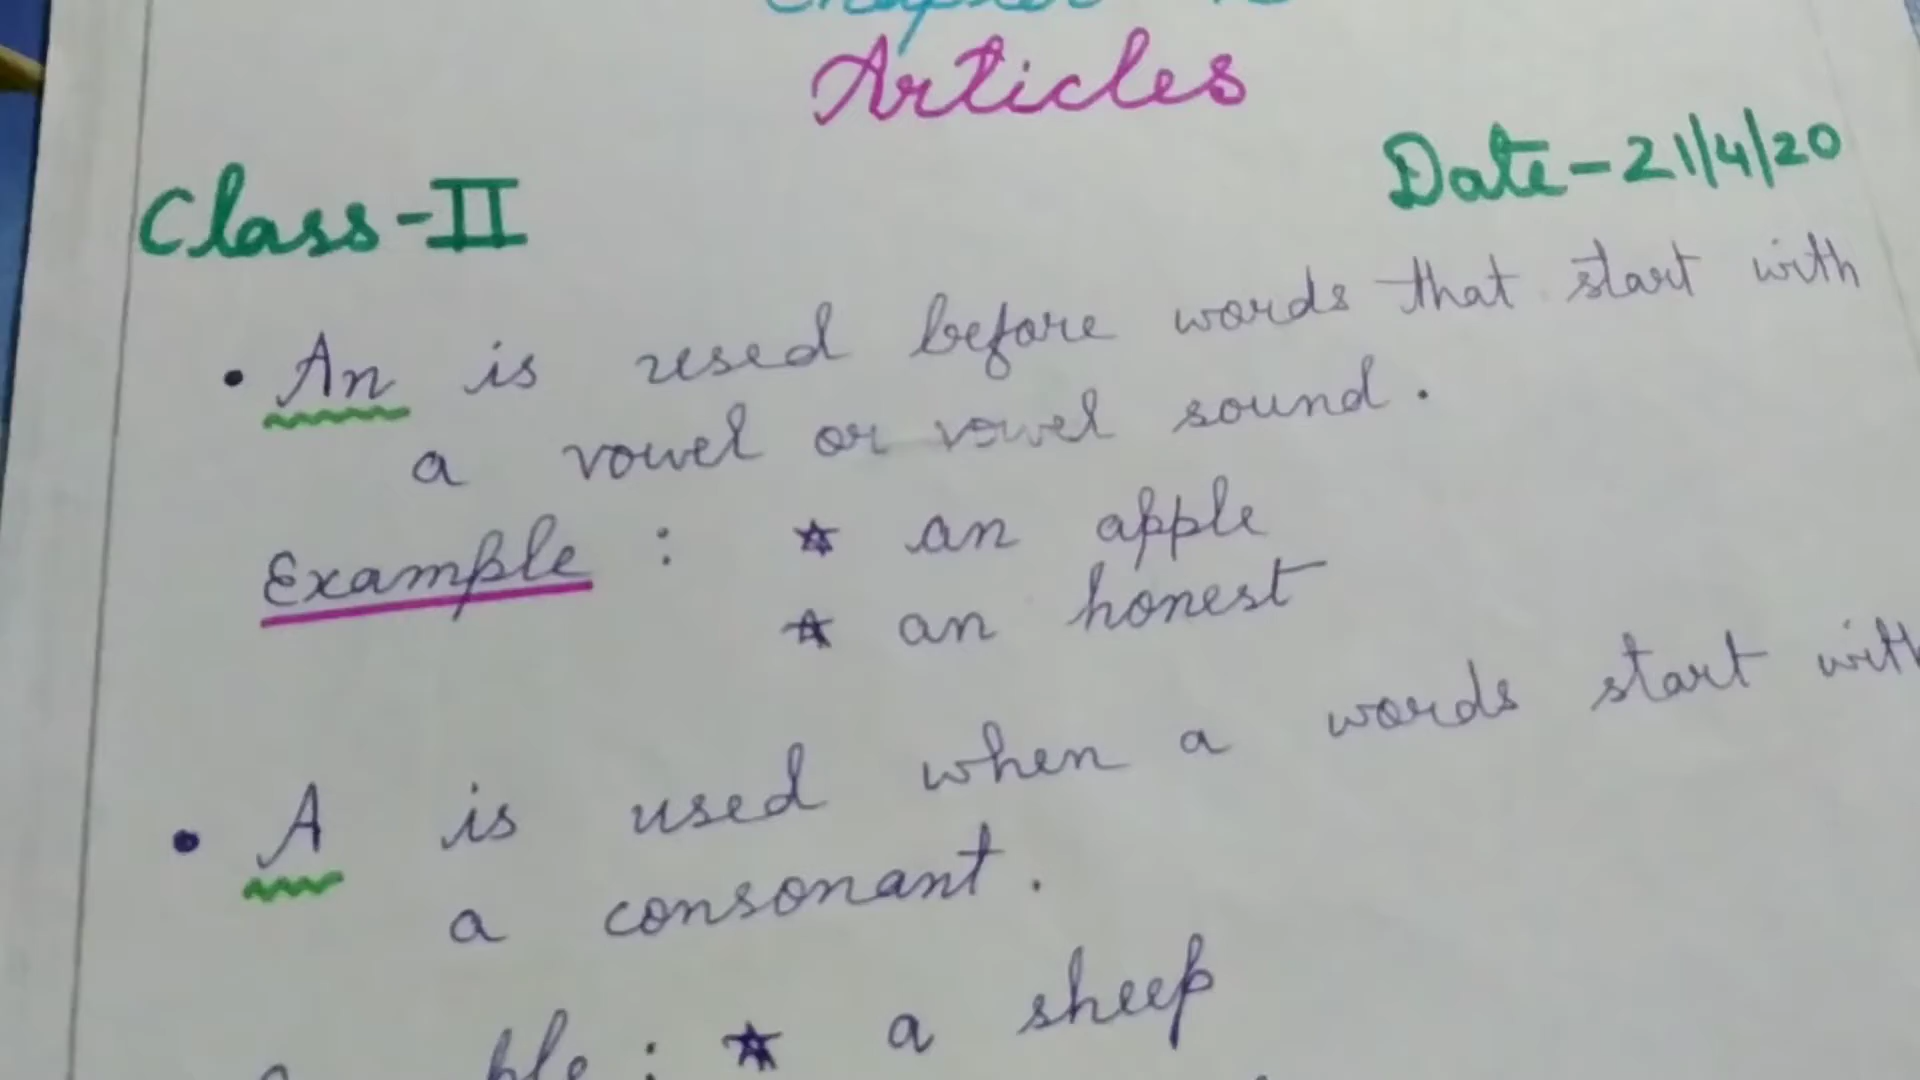 Chapter
Articles
Class-II
Date-21/4/20
• An is used before words that start with
a vowel or vowel sound.
Example : ☆ an apple
☆ an honest
• A is used when a words start with
a consonant.
☆ a sheep